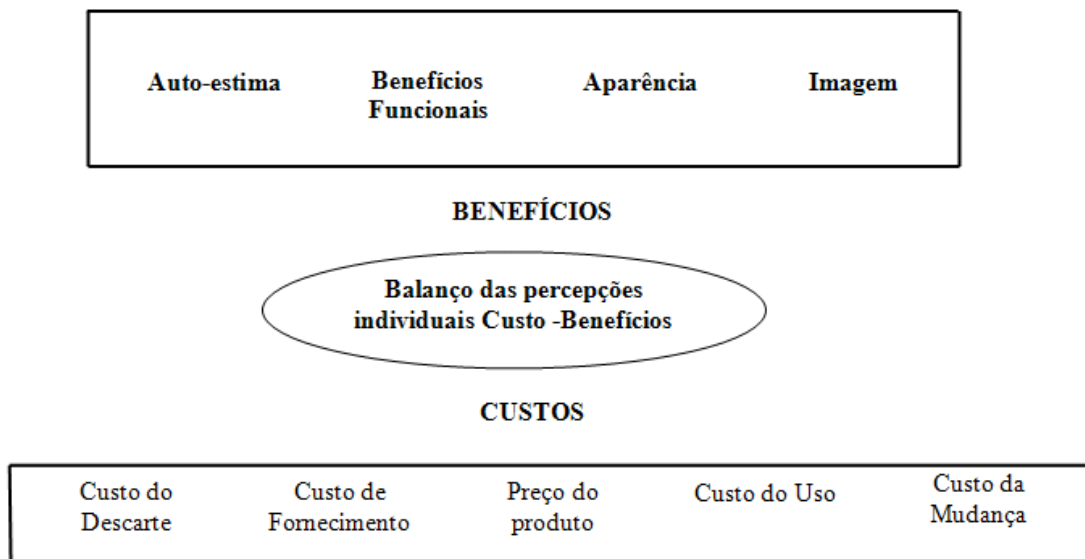 Auto-estima
Benefícios
Funcionais
Aparência
Imagem
BENEFÍCIOS
Balanço das percepções
individuais Custo -Benefícios
CUSTOS
Custo do
Descarte
Custo de
Fornecimento
Preço do
produto
Custo do Uso
Custo da
Mudança